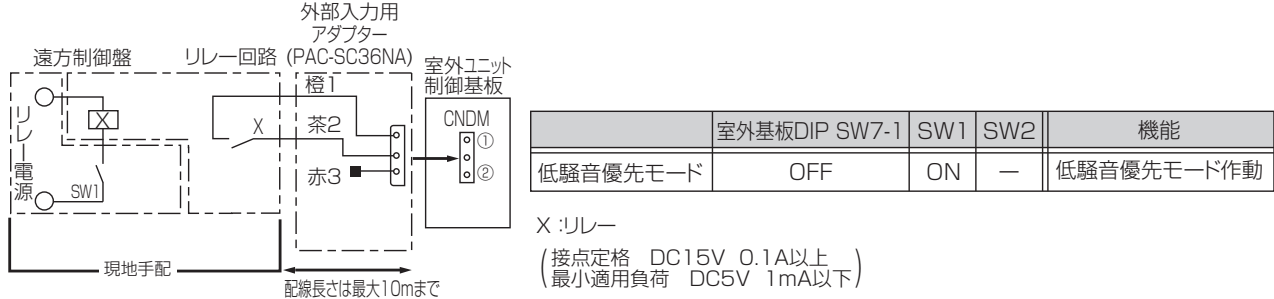 外部入力用
アダプター
(PAC-SC36NA)
遠方制御盤
リレー回路
室外ユニット
制御基板
橙1
茶2
赤3
リレー電源
X
SW1
X
CNDM
①
②
現地手配
配線長さは最大10mまで
室外基板DIP SW7-1 SW1 SW2 機能
低騒音優先モード OFF ON － 低騒音優先モード作動
X：リレー
(接点定格 DC15V 0.1A以上
最小適用負荷 DC5V 1mA以下)